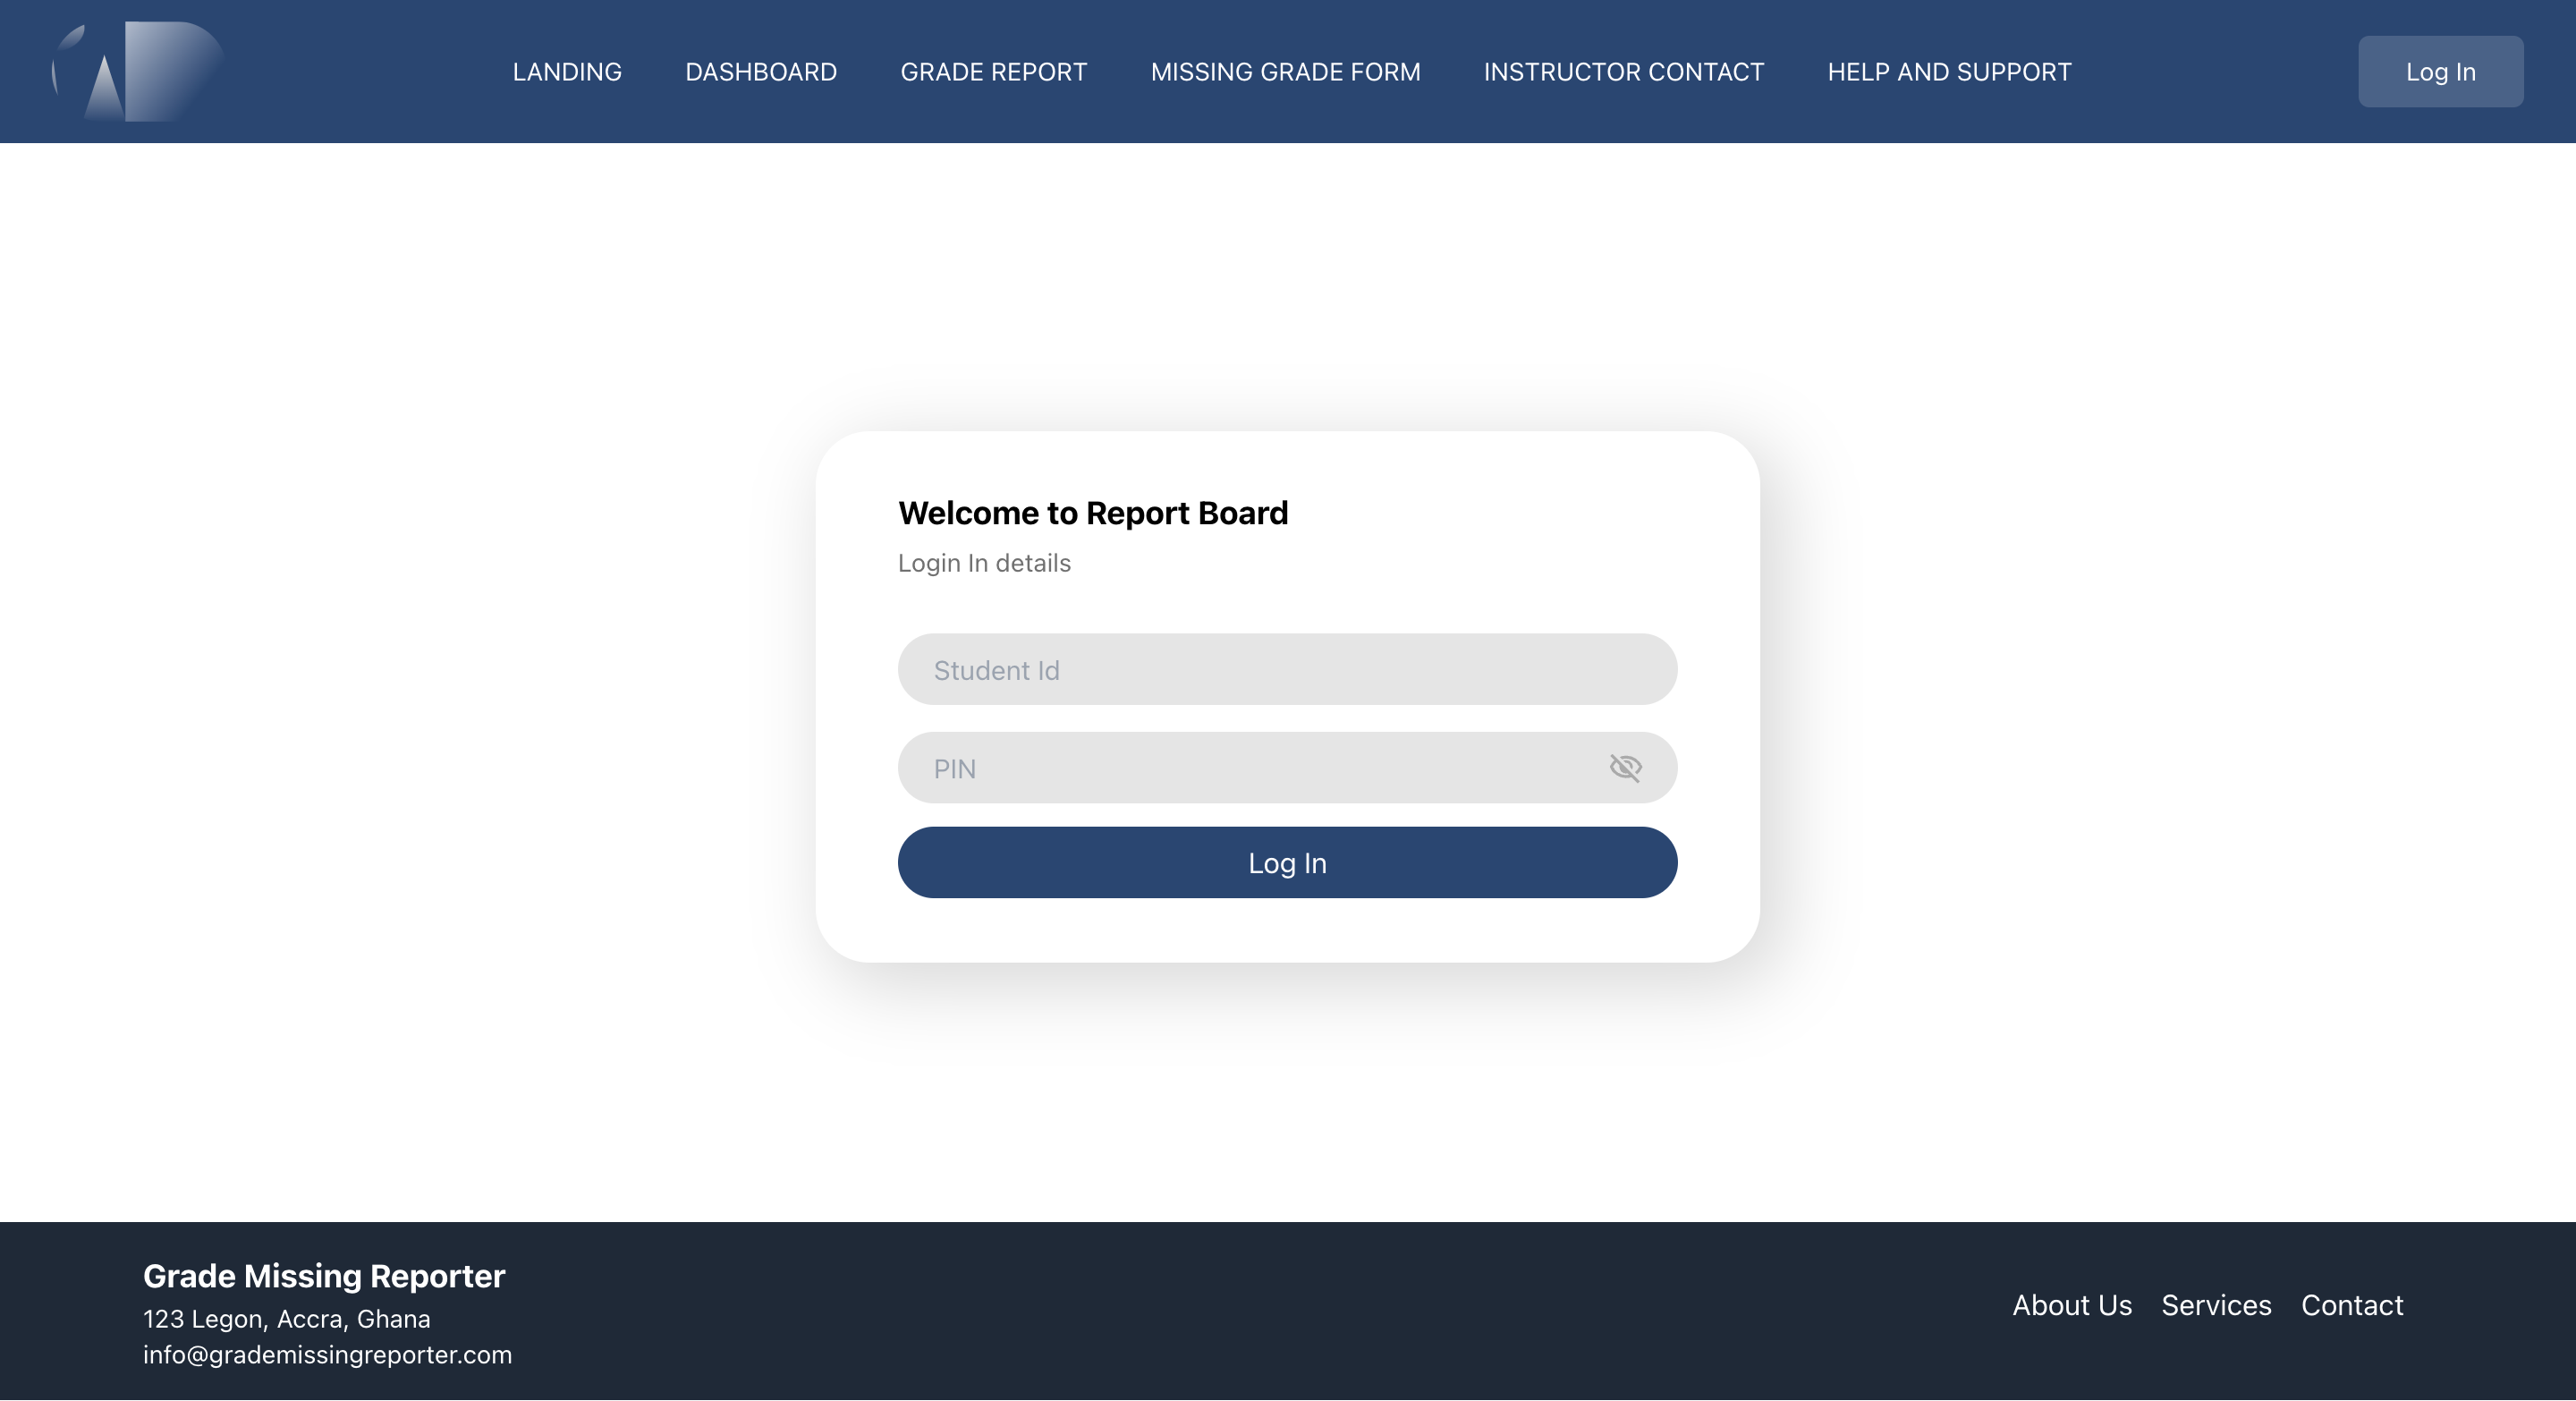 LANDING DASHBOARD GRADE REPORT MISSING GRADE FORM INSTRUCTOR CONTACT HELP AND SUPPORT Log In
Welcome to Report Board
Login In details
Student Id
PIN
Log In
Grade Missing Reporter
123 Legon, Accra, Ghana
info@grademissingreporter.com
About Us Services Contact